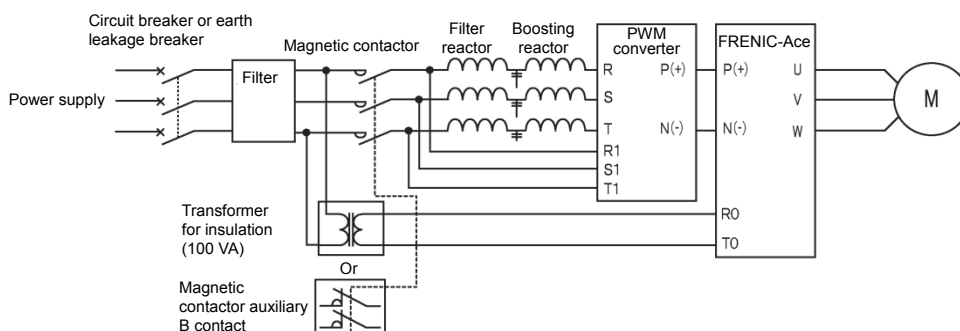 Circuit breaker or earth
leakage breaker
Magnetic contactor
Filter
reactor
Boosting
reactor
PWM
converter
FRENIC-Ace
Power supply
Filter
R
P(+)
P(+)
U
S
V
M
T
N(-)
N(-)
W
R1
S1
T1
Transformer
for insulation
(100 VA)
R0
T0
Or
Magnetic
contactor auxiliary
B contact